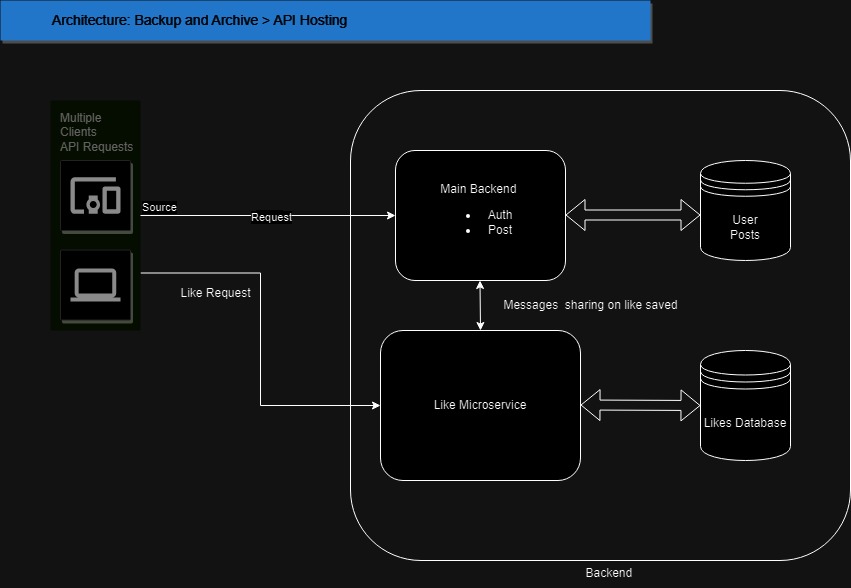 Architecture: Backup and Archive > API Hosting
Multiple
Clients
API Requests
Source
Request
Like Request
Main Backend
• Auth
• Post
User
Posts
Messages  sharing on like saved
Like Microservice
Likes Database
Backend